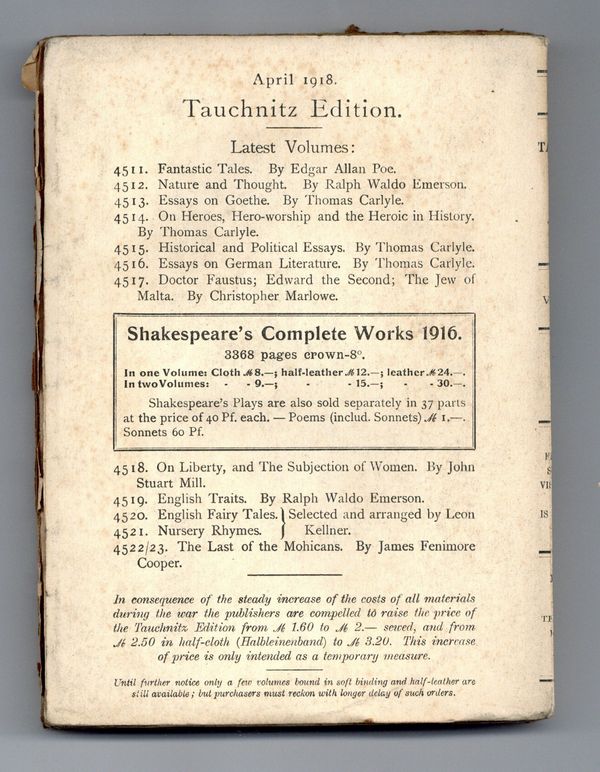 April 1918.
Tauchnitz Edition.
Latest Volumes:
4511. Fantastic Tales. By Edgar Allan Poe.
4512. Nature and Thought. By Ralph Waldo Emerson.
4513. Essays on Goethe. By Thomas Carlyle.
4514. On Heroes, Hero-worship and the Heroic in History.
By Thomas Carlyle.
4515. Historical and Political Essays. By Thomas Carlyle.
4516. Essays on German Literature. By Thomas Carlyle.
4517. Doctor Faustus; Edward the Second; The Jew of
Malta. By Christopher Marlowe.
Shakespeare's Complete Works 1916.
3368 pages crown-8°.
In one Volume: Cloth ℳ 8.—; half-leather ℳ 12.—; leather ℳ 24.—.
In two Volumes: - - 9.—; - - 15.—; - - 30.—.
Shakespeare's Plays are also sold separately in 37 parts
at the price of 40 Pf. each. — Poems (includ. Sonnets) ℳ 1.—.
Sonnets 60 Pf.
4518. On Liberty, and The Subjection of Women. By John
Stuart Mill.
4519. English Traits. By Ralph Waldo Emerson.
4520. English Fairy Tales. } Selected and arranged by Leon
4521. Nursery Rhymes. } Kellner.
4522/23. The Last of the Mohicans. By James Fenimore
Cooper.
In consequence of the steady increase of the costs of all materials
during the war the publishers are compelled to raise the price of
the Tauchnitz Edition from ℳ 1.60 to ℳ 2.— sewed, and from
ℳ 2.50 in half-cloth (Halbleinenband) to ℳ 3.20. This increase
of price is only intended as a temporary measure.
Until further notice only a few volumes bound in soft binding and half-leather are
still available; but purchasers must reckon with longer delay of such orders.